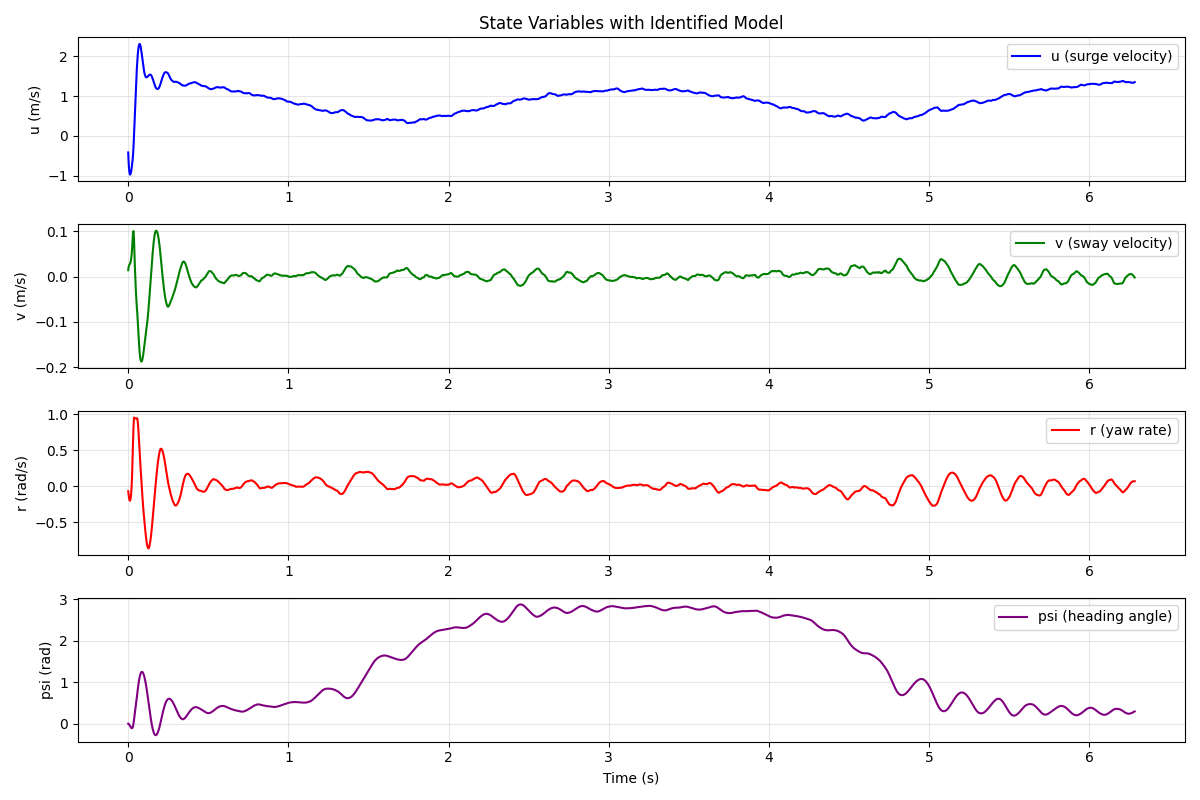 State Variables with Identified Model
u (m/s)
2
1
0
−1
u (surge velocity)
0 1 2 3 4 5 6
v (m/s)
0.1
0.0
−0.1
−0.2
v (sway velocity)
0 1 2 3 4 5 6
r (rad/s)
1.0
0.5
0.0
−0.5
r (yaw rate)
0 1 2 3 4 5 6
psi (rad)
3
2
1
0
psi (heading angle)
0 1 2 3 4 5 6
Time (s)